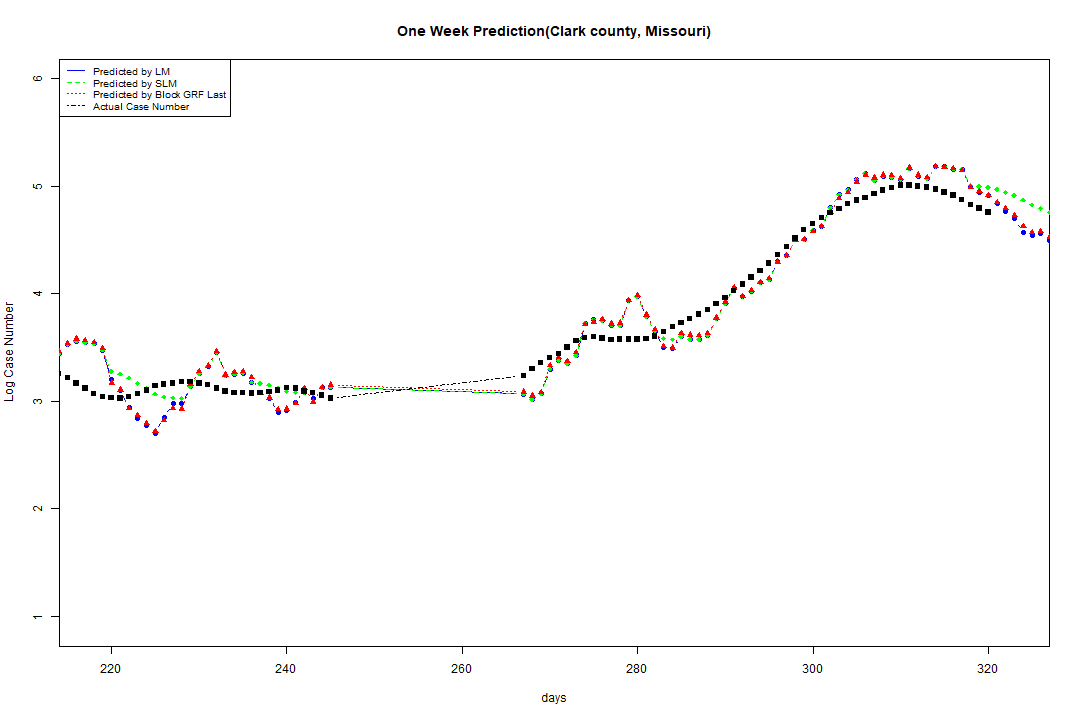 One Week Prediction(Clark county, Missouri)
Predicted by LM
Predicted by SLM
Predicted by Block GRF Last
Actual Case Number
6
5
4
3
2
1
Log Case Number
220 240 260 280 300 320
days